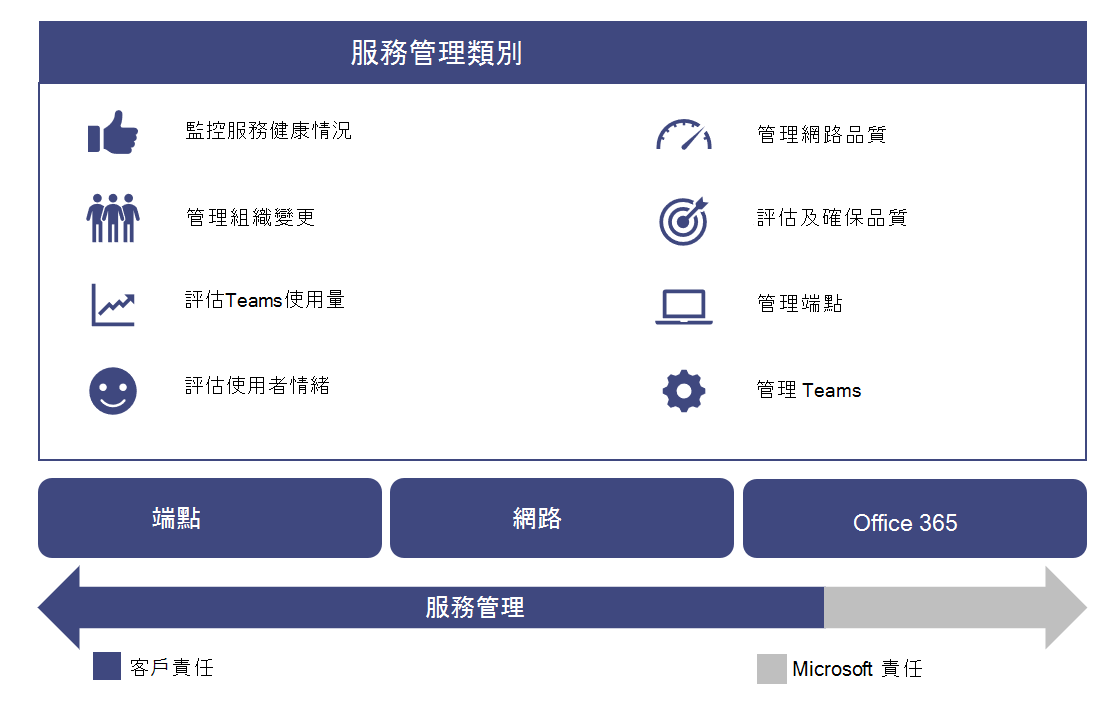 服務管理類別
監控服務健康情況
管理組織變更
評估Teams使用量
評估使用者情緒
管理網路品質
評估及確保品質
管理端點
管理 Teams
端點
網路
Office 365
服務管理
客戶責任
Microsoft 責任